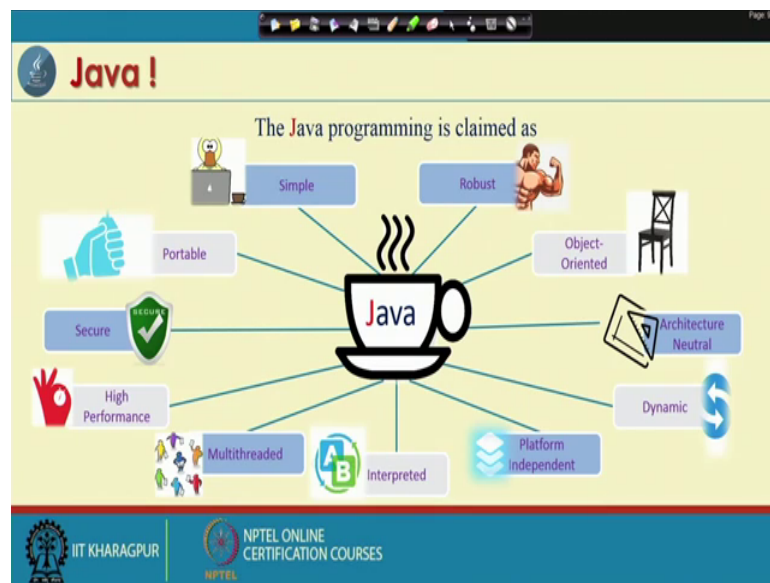 Page:
Java !
The Java programming is claimed as
Simple
Robust
Portable
Object-
Oriented
Java
SECURE
Secure
Architecture
Neutral
High
Performance
Dynamic
Multithreaded
A
B
Interpreted
Platform
Independent
IIT KHARAGPUR
NPTEL ONLINE
CERTIFICATION COURSES
NPTEL